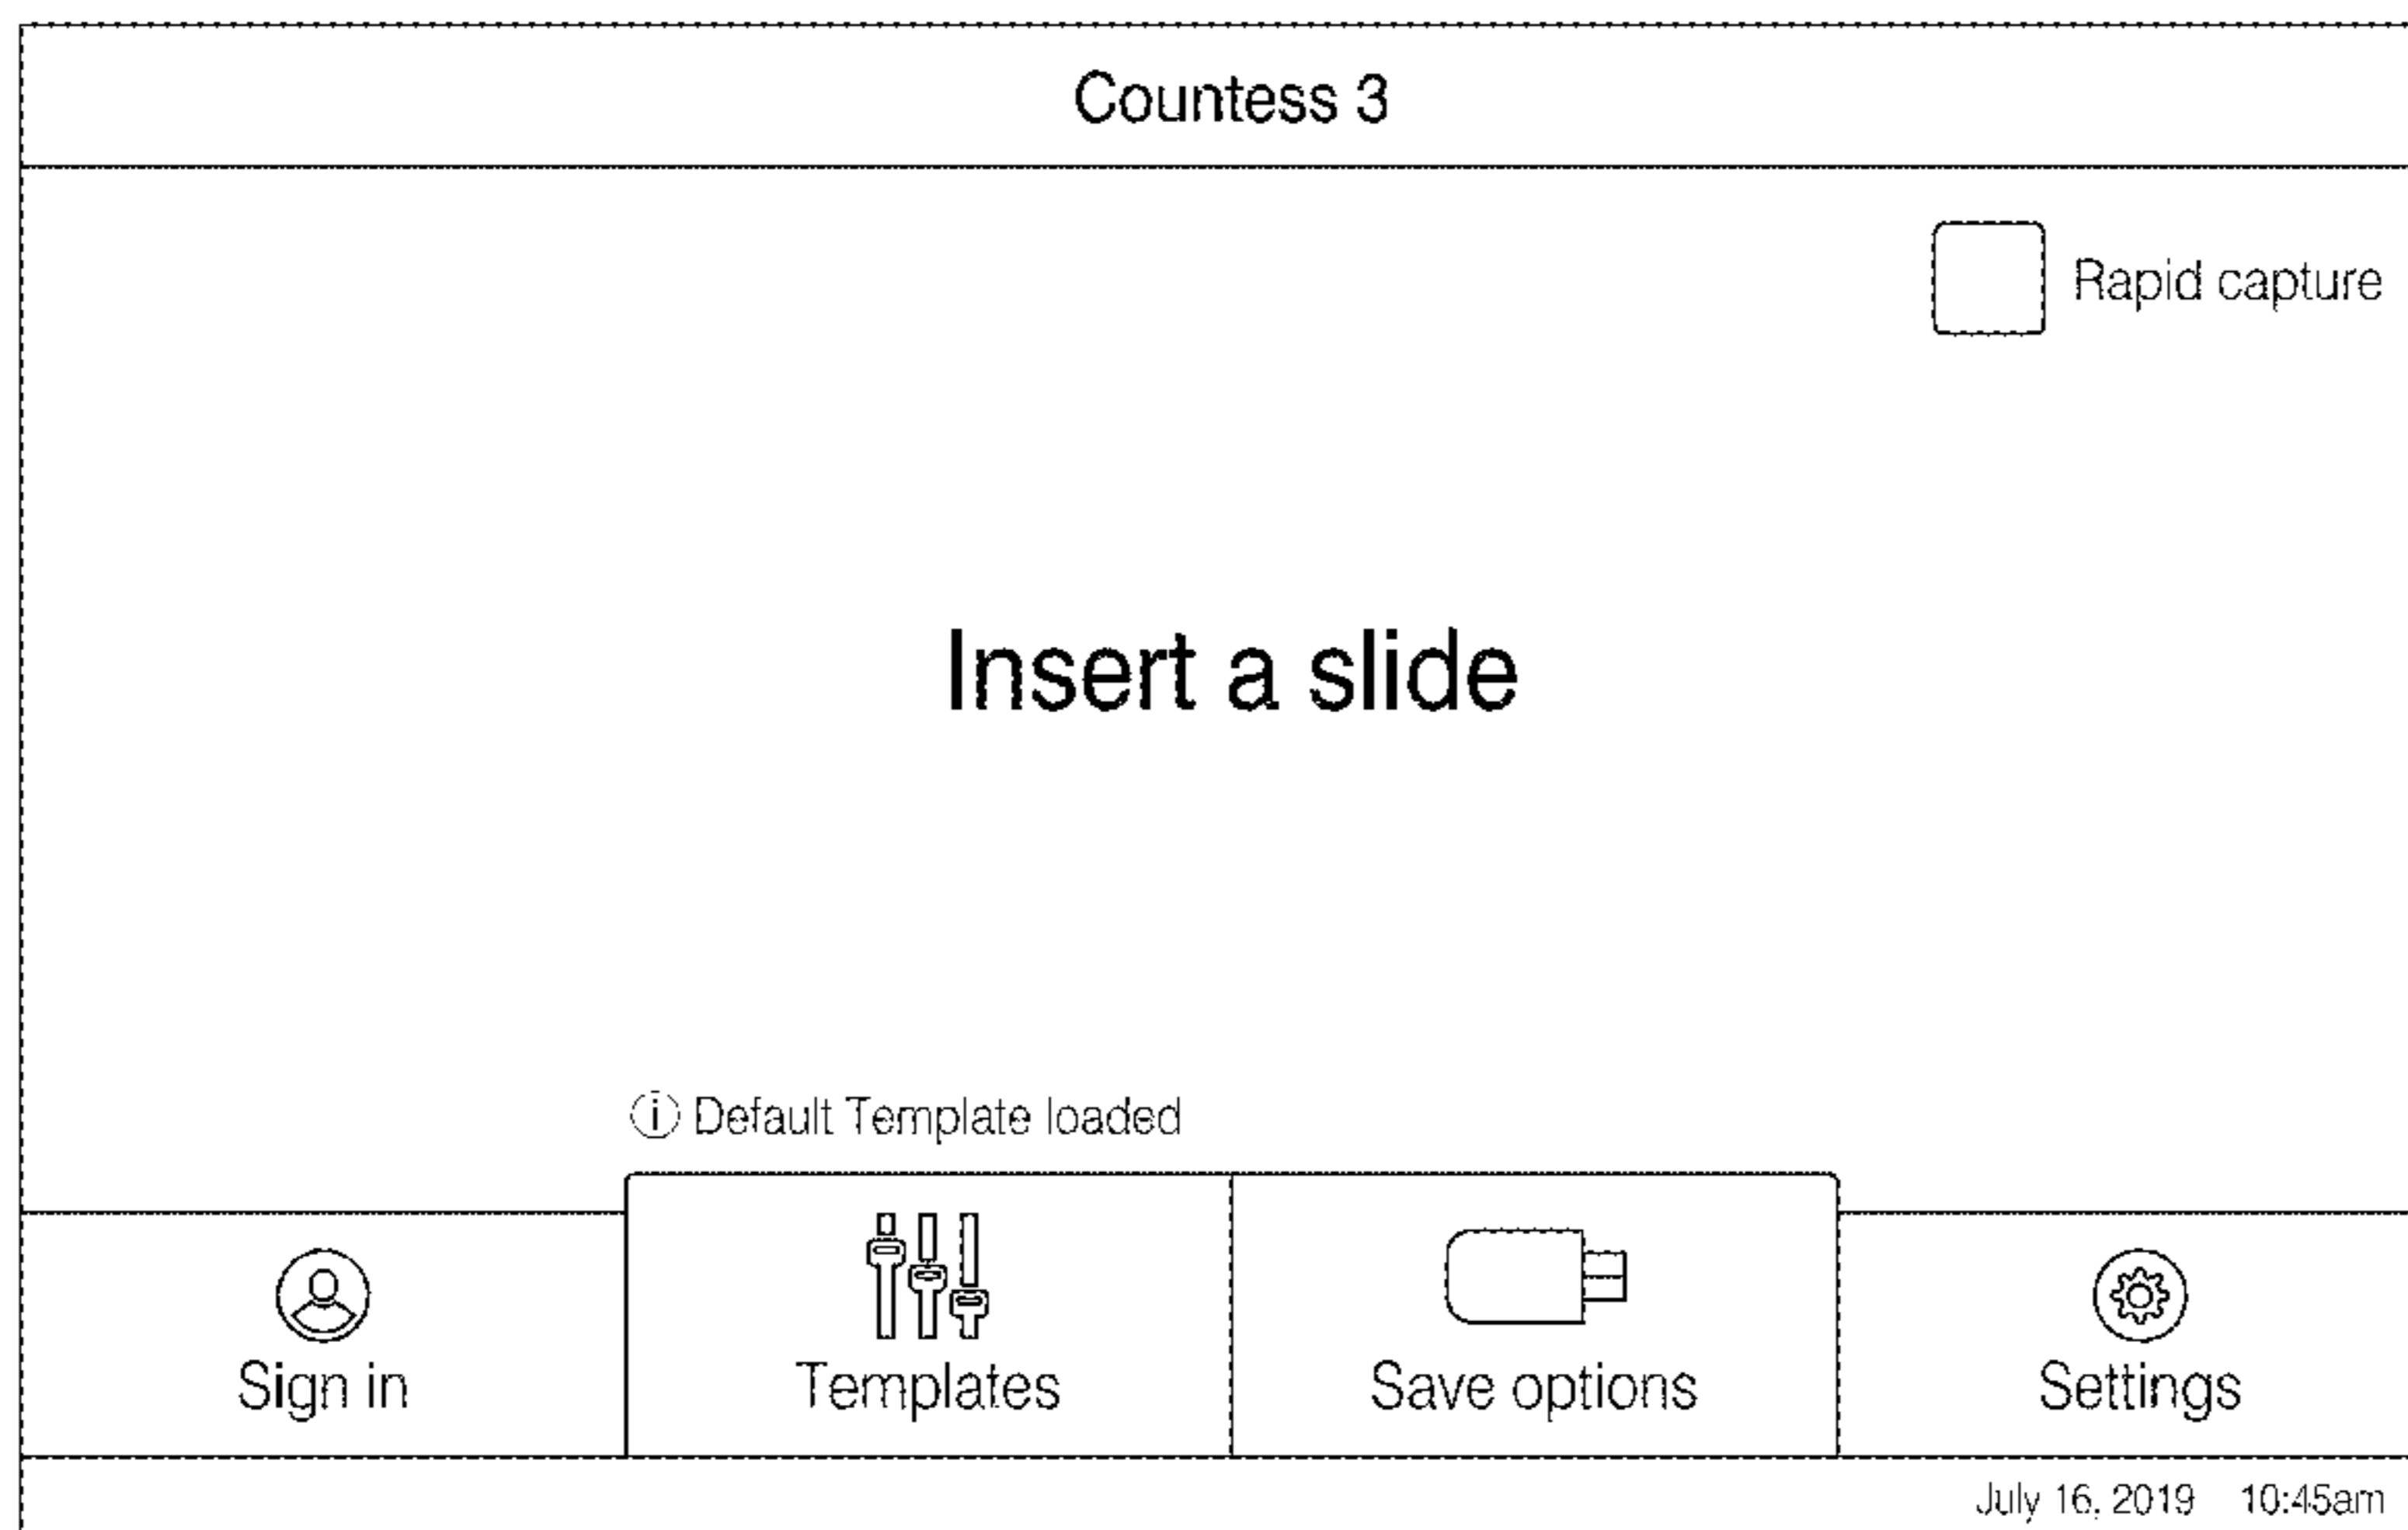 Countess 3
Rapid capture
Insert a slide
i Default Template loaded
Sign in
Templates
Save options
Settings
July 16, 2019 10:45am